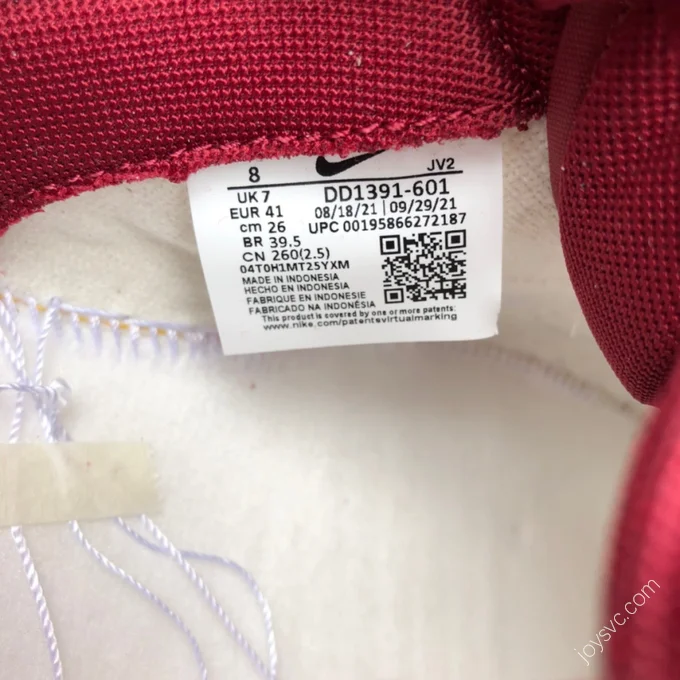 8 JV2
UK 7 DD1391-601
EUR 41 08/18/21 | 09/29/21
cm 26 UPC 00195866272187
BR 39.5
CN 260(2.5)
04T0H1MT25YXM
MADE IN INDONESIA
HECHO EN INDONESIA
FABRIQUE EN INDONESIE
FABRICADO NA INDONÉSIA
This product is covered by one or more patents:
www.nike.com/patentsvirtualmarking
joysvc.com